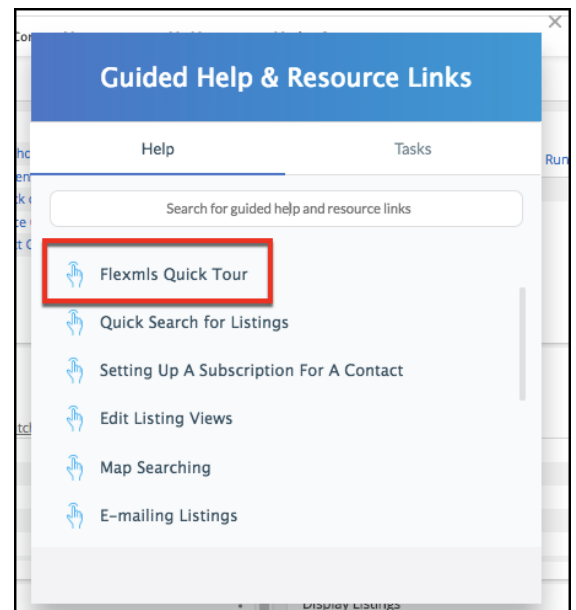 Guided Help & Resource Links
Help
Tasks
Run
Search for guided help and resource links
Flexmls Quick Tour
Quick Search for Listings
Setting Up A Subscription For A Contact
Edit Listing Views
Map Searching
E-mailing Listings
Display Listings